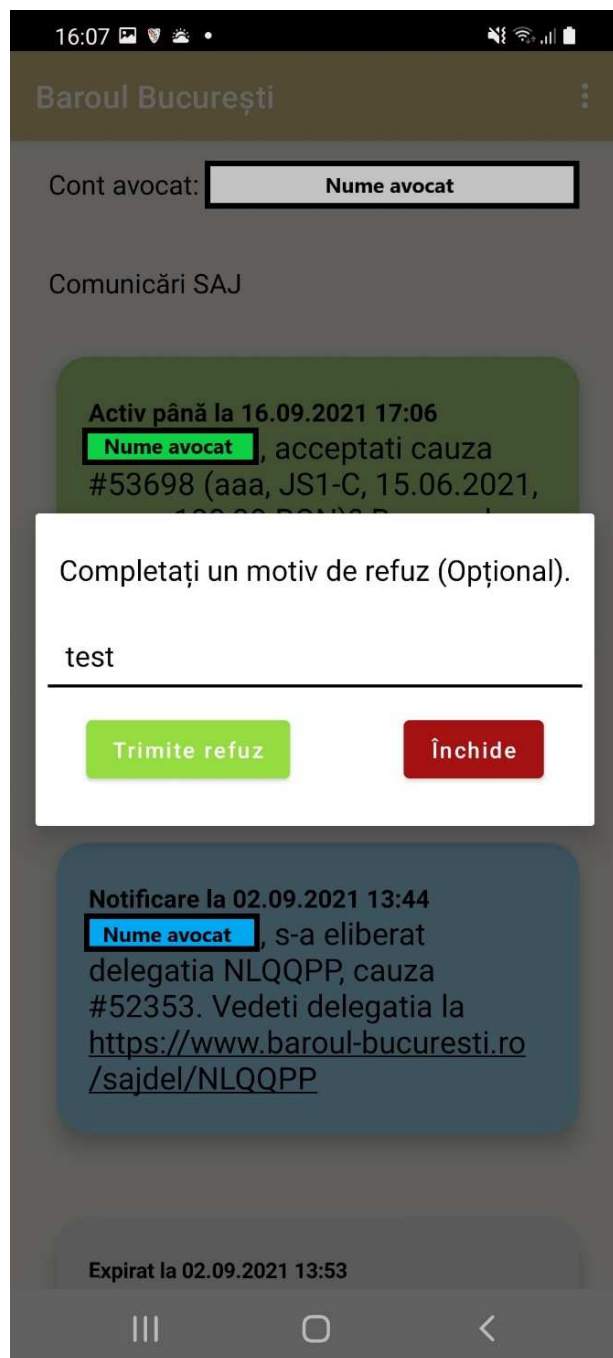 16:07
Baroul București
Cont avocat: Nume avocat
Comunicări SAJ
Activ până la 16.09.2021 17:06
Nume avocat , acceptati cauza
#53698 (aaa, JS1-C, 15.06.2021,
Completați un motiv de refuz (Opțional).
test
Trimite refuz Închide
Notificare la 02.09.2021 13:44
Nume avocat , s-a eliberat
delegatia NLQQPP, cauza
#52353. Vedeti delegatia la
https://www.baroul-bucuresti.ro
/sajdel/NLQQPP
Expirat la 02.09.2021 13:53